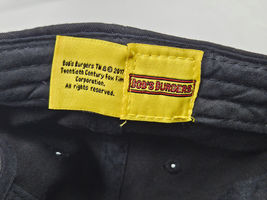 Bob's Burgers TM & © 2017
Twentieth Century Fox Film
Corporation.
All rights reserved.
BOB'S BURGERS